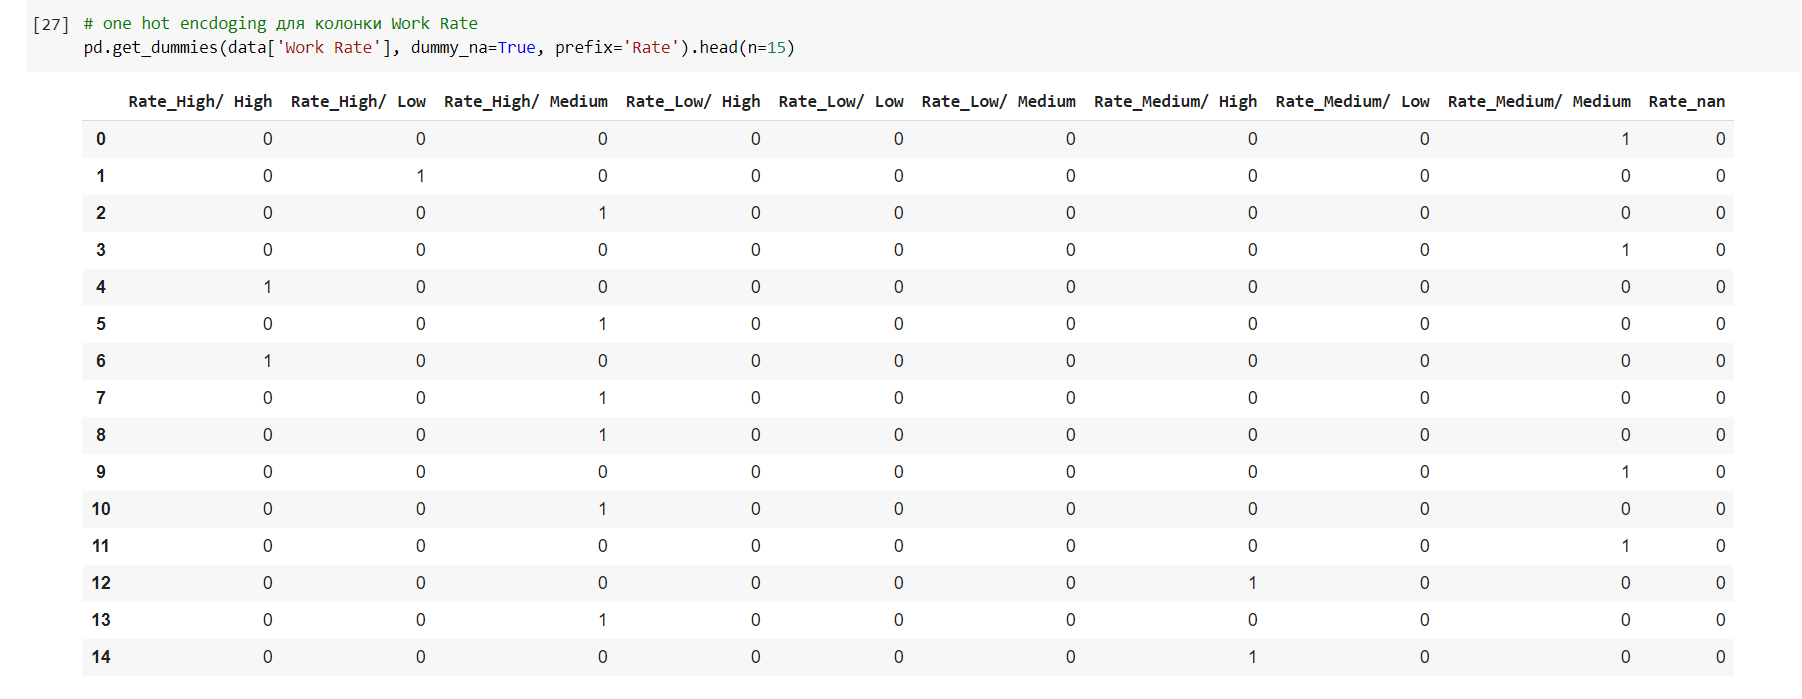 [27] # one hot encdoging для колонки Work Rate
pd.get_dummies(data['Work Rate'], dummy_na=True, prefix='Rate').head(n=15)
Rate_High/ High Rate_High/ Low Rate_High/ Medium Rate_Low/ High Rate_Low/ Low Rate_Low/ Medium Rate_Medium/ High Rate_Medium/ Low Rate_Medium/ Medium Rate_nan
0 0 0 0 0 0 0 0 0 1 0
1 0 1 0 0 0 0 0 0 0 0
2 0 0 1 0 0 0 0 0 0 0
3 0 0 0 0 0 0 0 0 1 0
4 1 0 0 0 0 0 0 0 0 0
5 0 0 1 0 0 0 0 0 0 0
6 1 0 0 0 0 0 0 0 0 0
7 0 0 1 0 0 0 0 0 0 0
8 0 0 1 0 0 0 0 0 0 0
9 0 0 0 0 0 0 0 0 1 0
10 0 0 1 0 0 0 0 0 0 0
11 0 0 0 0 0 0 0 0 1 0
12 0 0 0 0 0 0 1 0 0 0
13 0 0 1 0 0 0 0 0 0 0
14 0 0 0 0 0 0 1 0 0 0